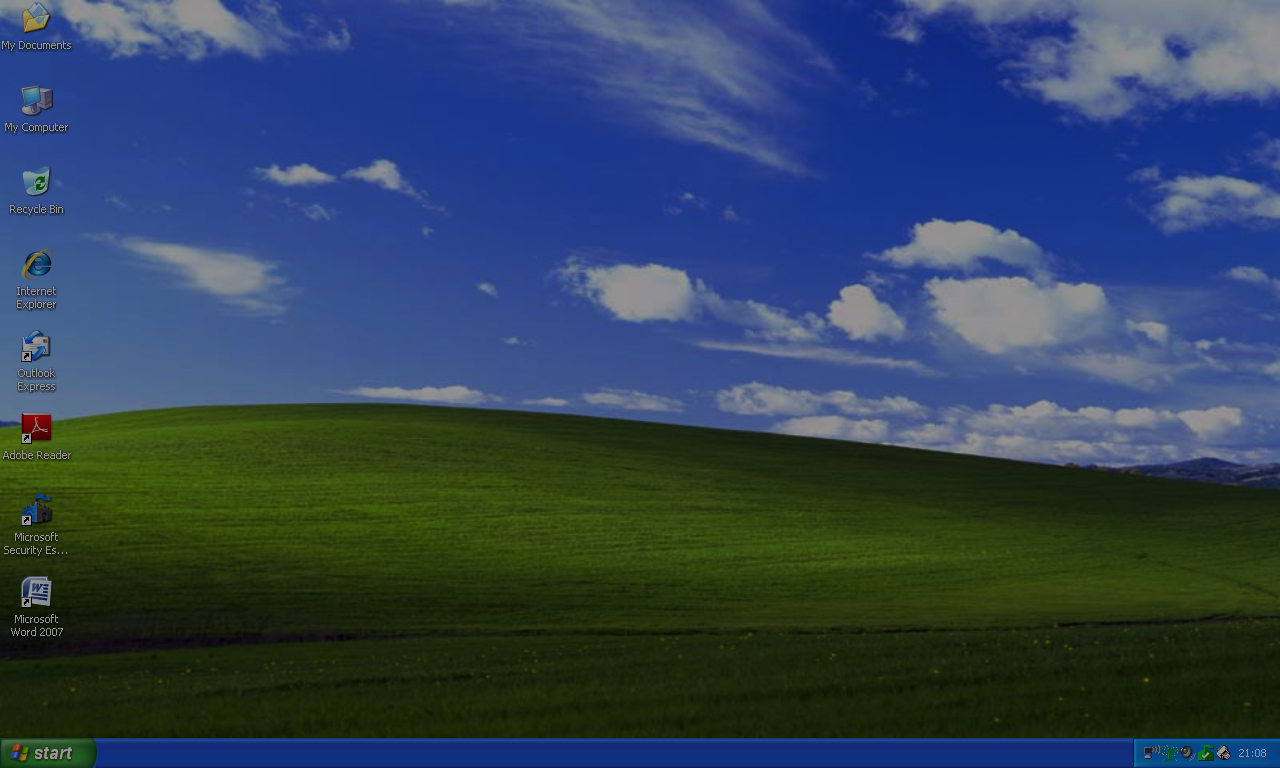 My Documents
My Computer
Recycle Bin
Internet
Explorer
Outlook
Express
Adobe Reader
Microsoft
Security Es...
Microsoft
Word 2007
start
21:08